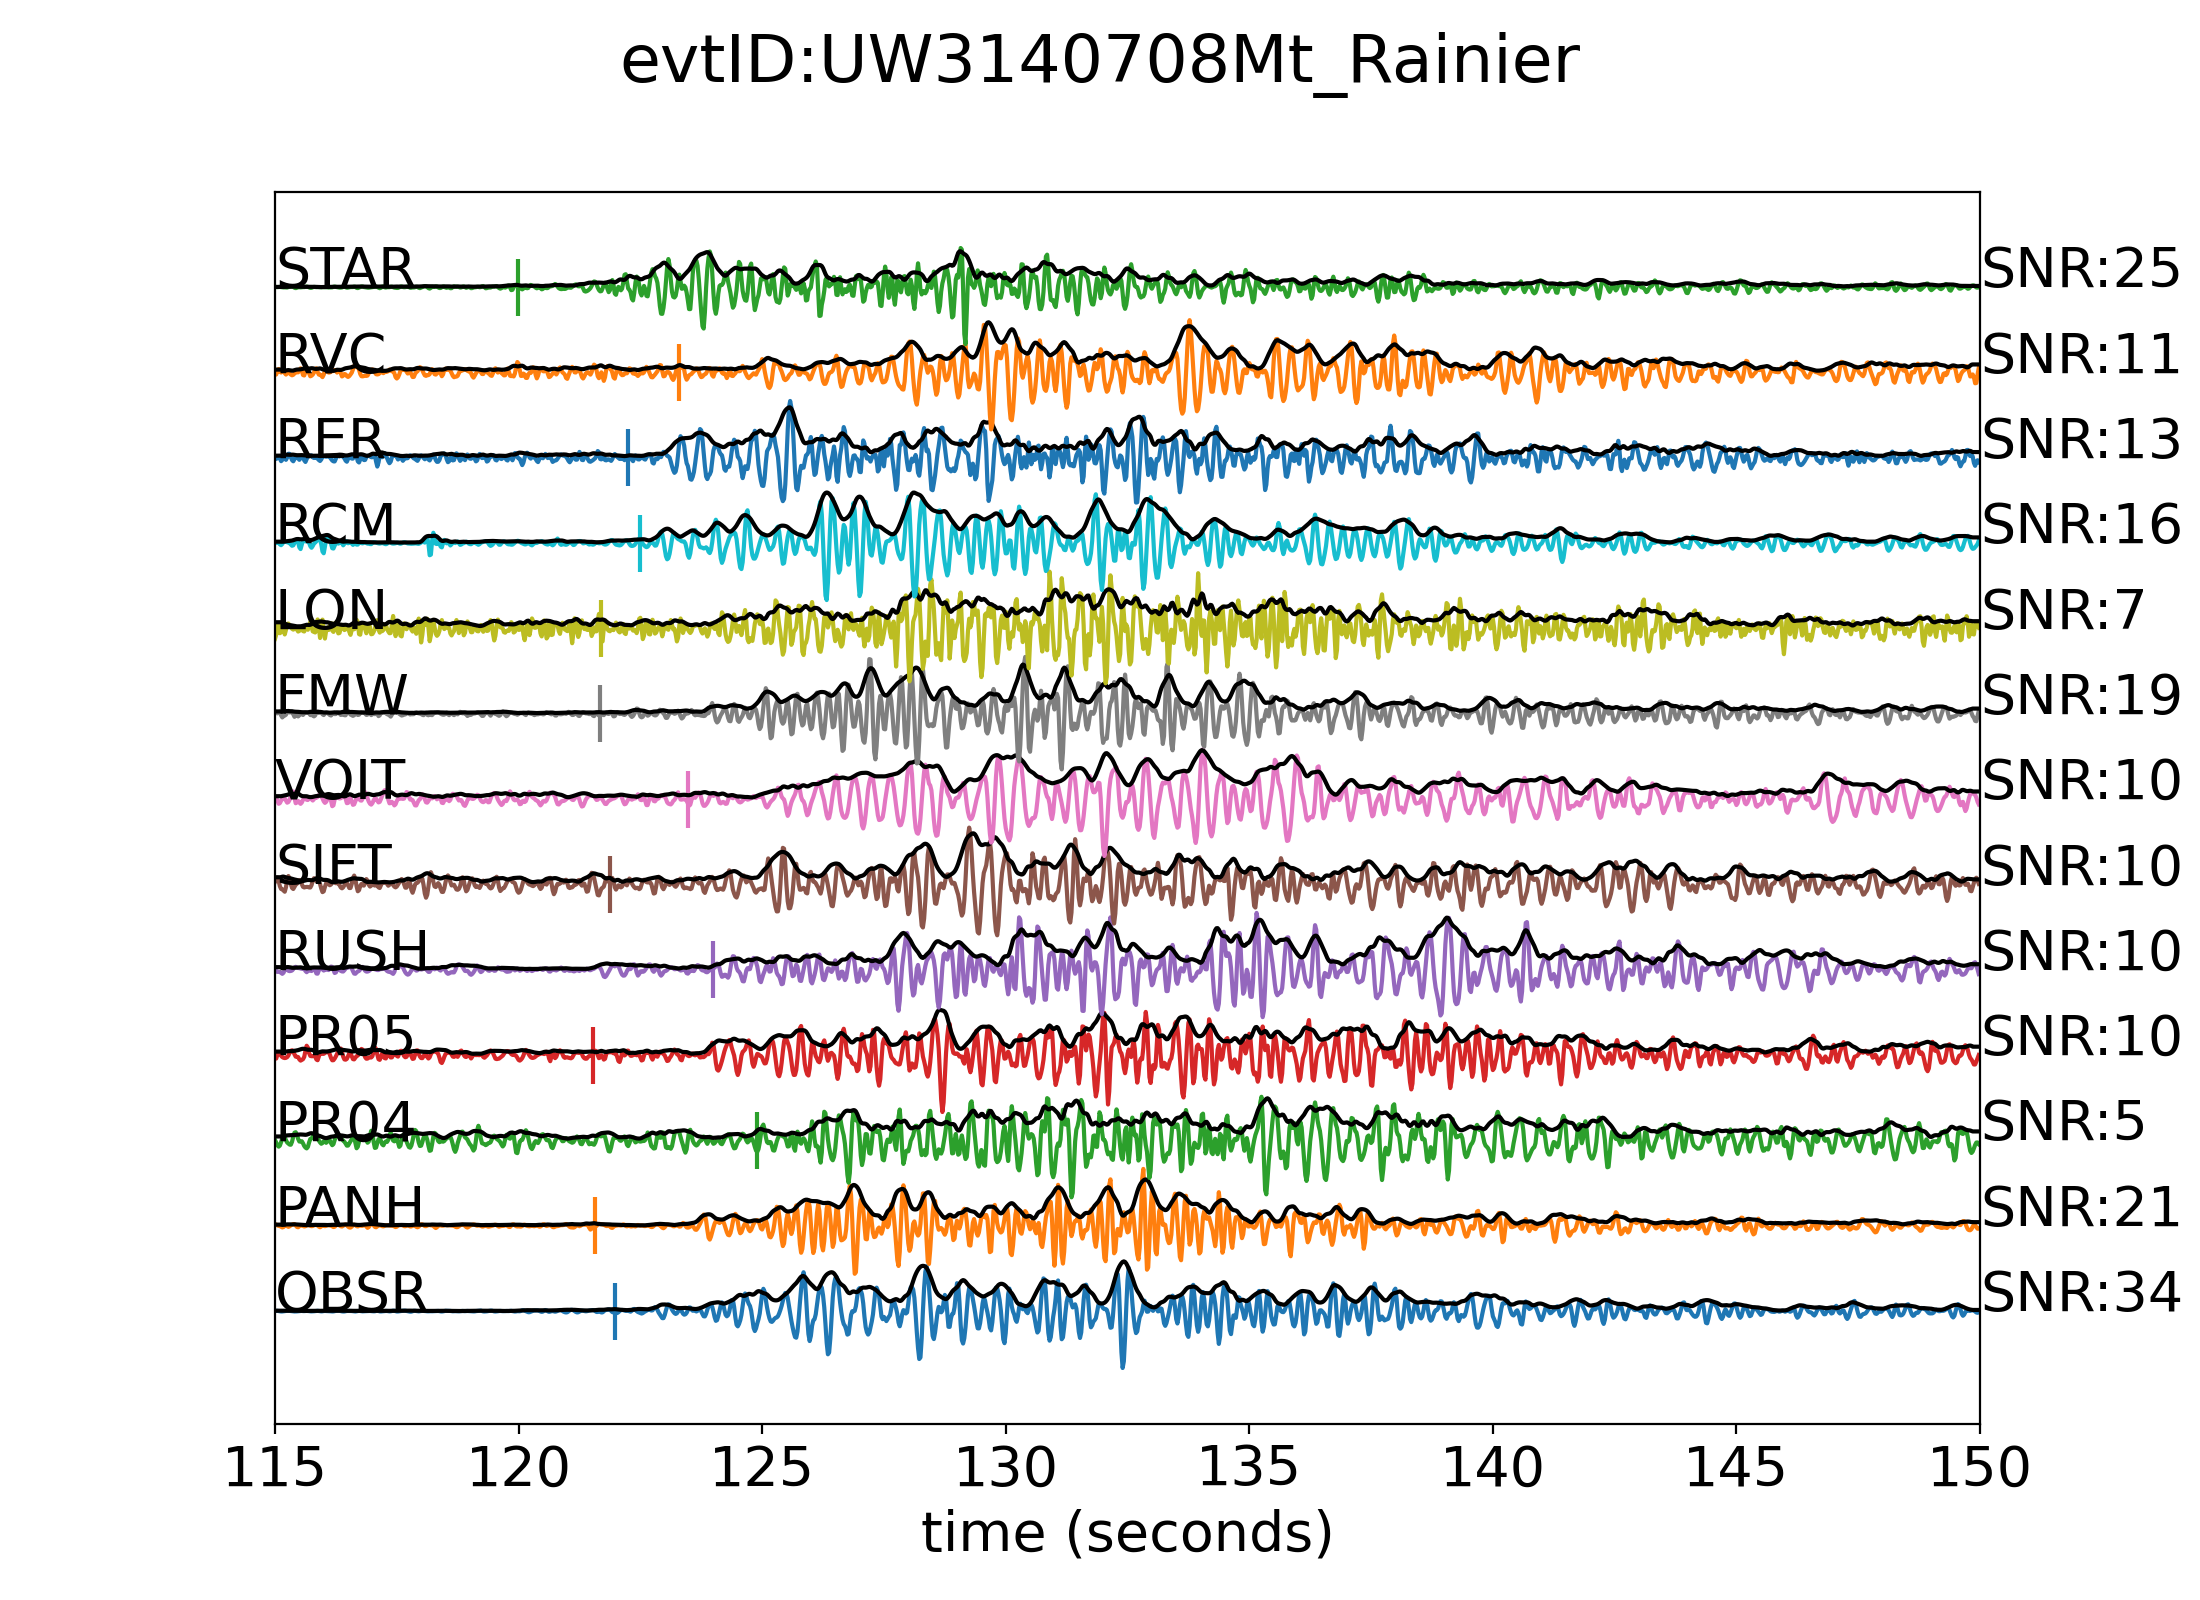 evtID:UW3140708Mt_Rainier
STAR SNR:25
RVC SNR:11
RER SNR:13
RCM SNR:16
LON SNR:7
FMW SNR:19
VOIT SNR:10
SIFT SNR:10
RUSH SNR:10
PR05 SNR:10
PR04 SNR:5
PANH SNR:21
OBSR SNR:34
115 120 125 130 135 140 145 150
time (seconds)